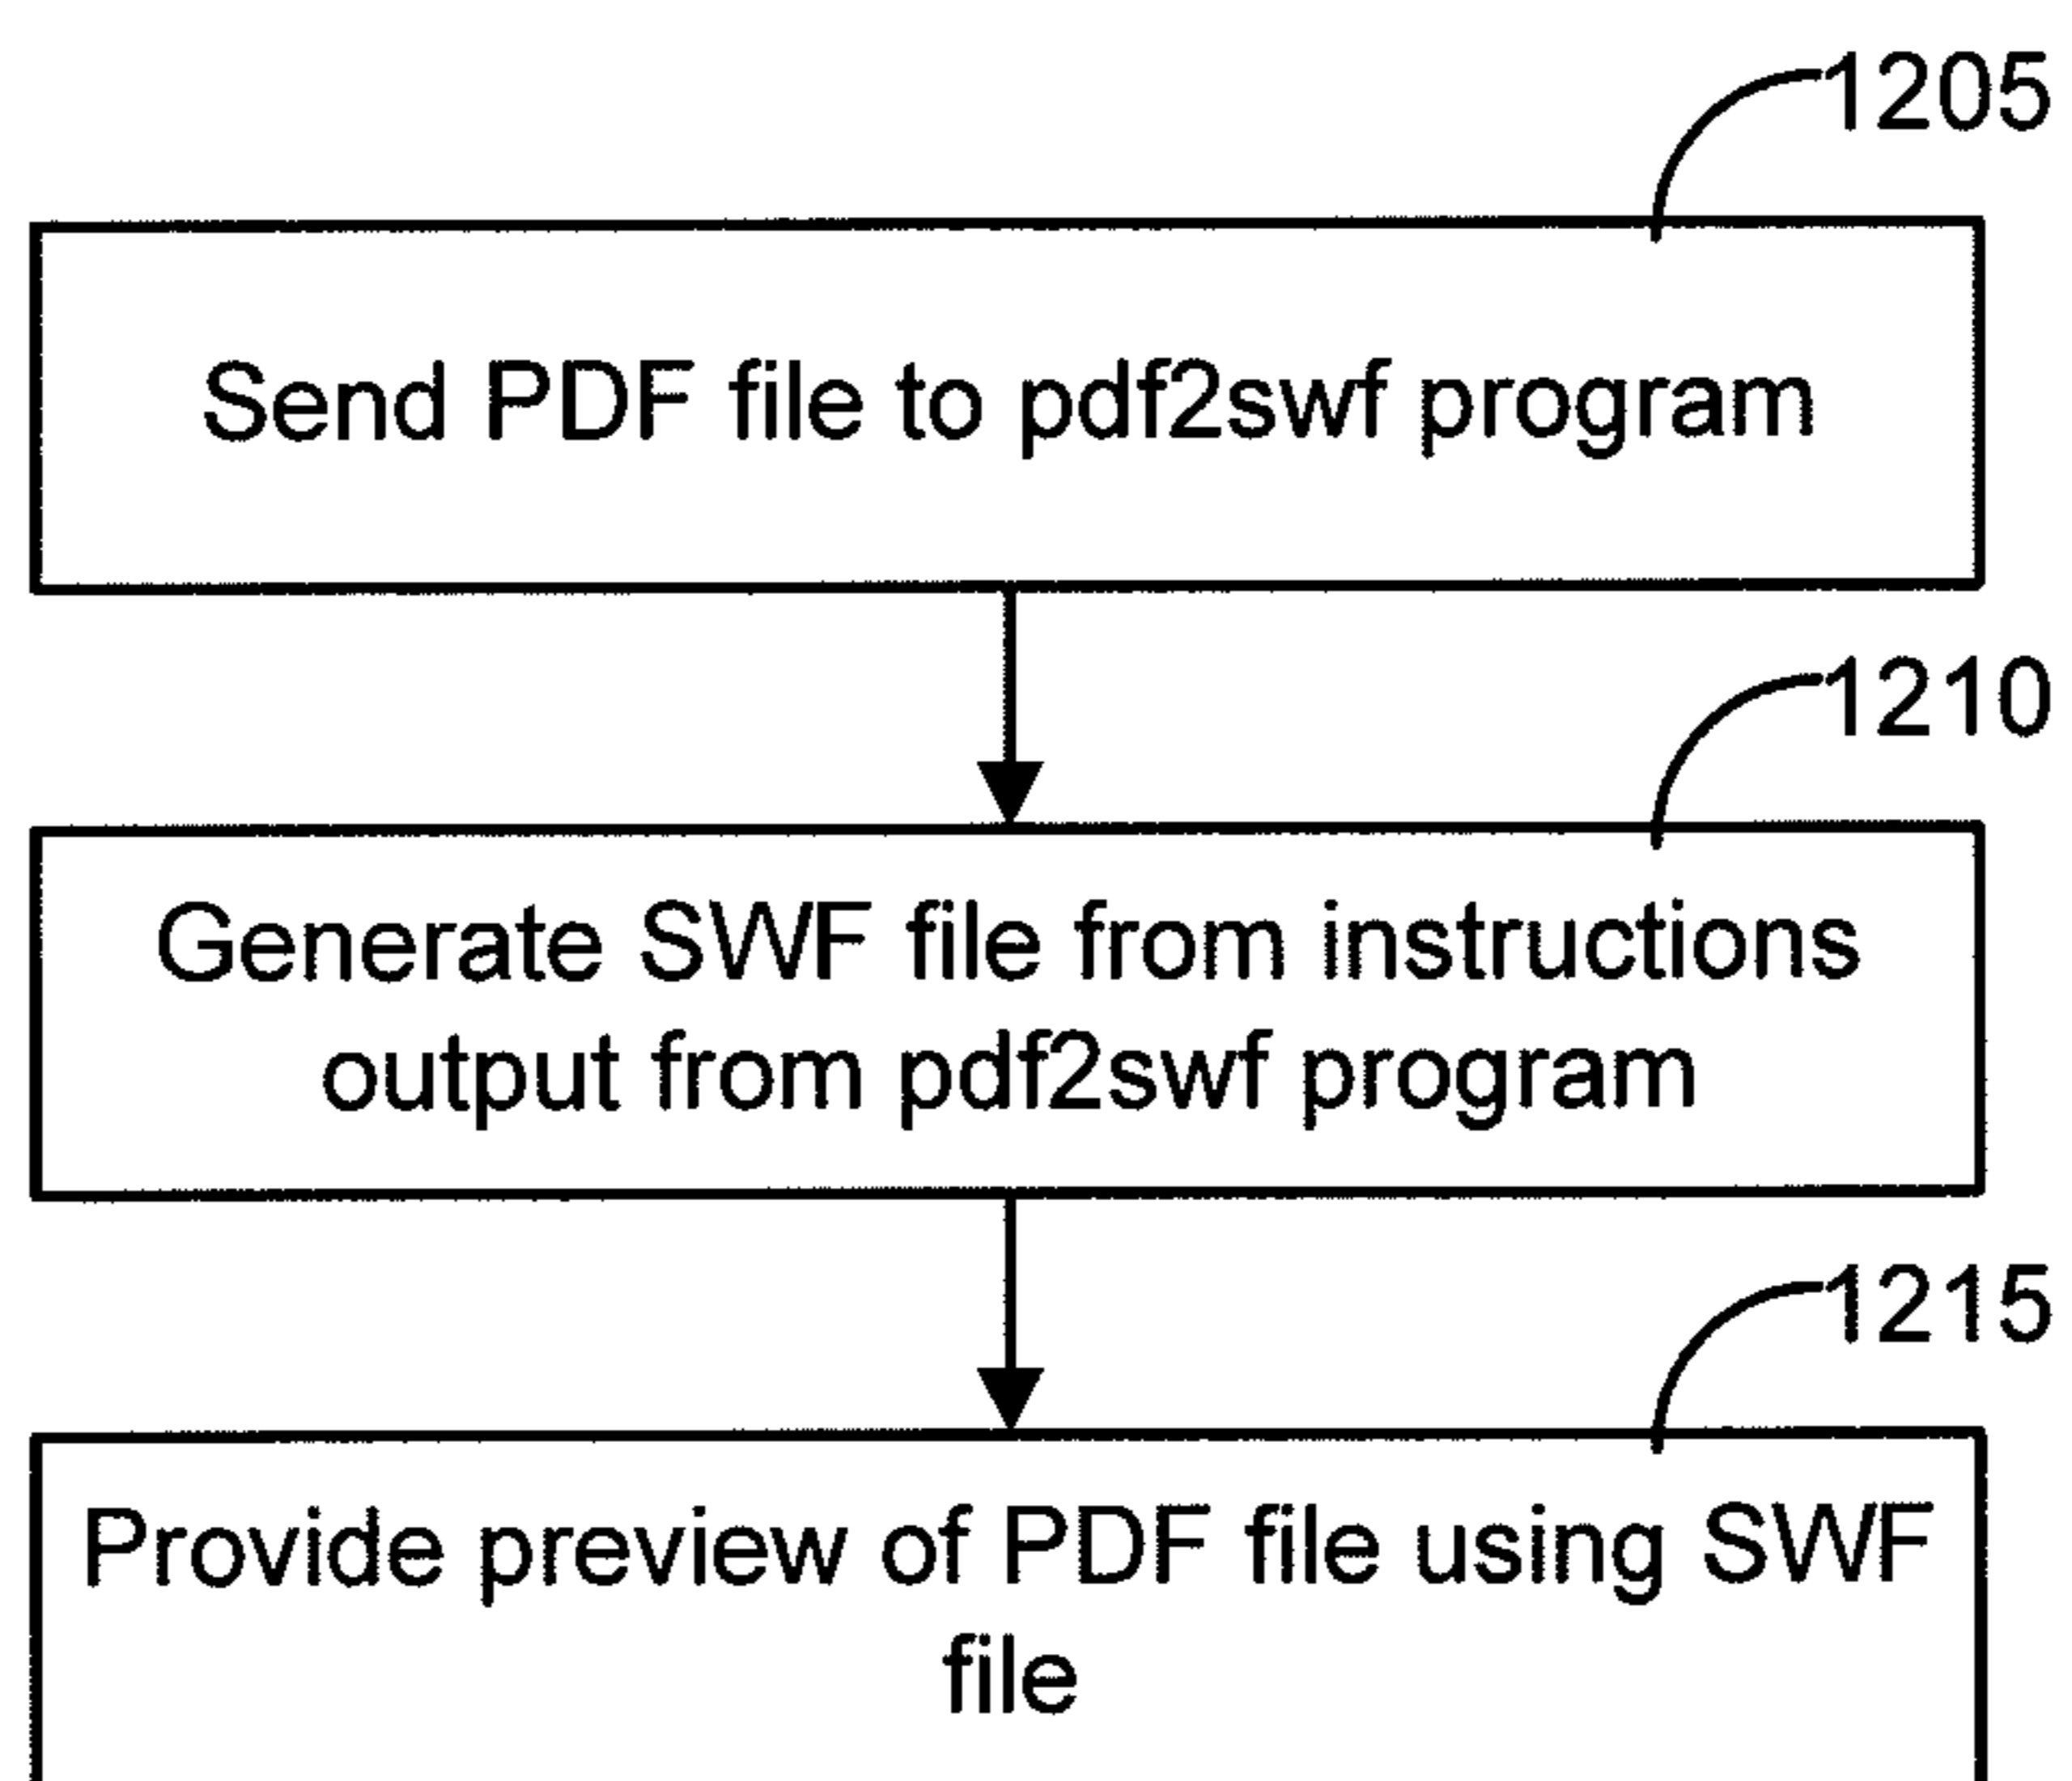 1205
Send PDF file to pdf2swf program
1210
Generate SWF file from instructions
output from pdf2swf program
1215
Provide preview of PDF file using SWF
file